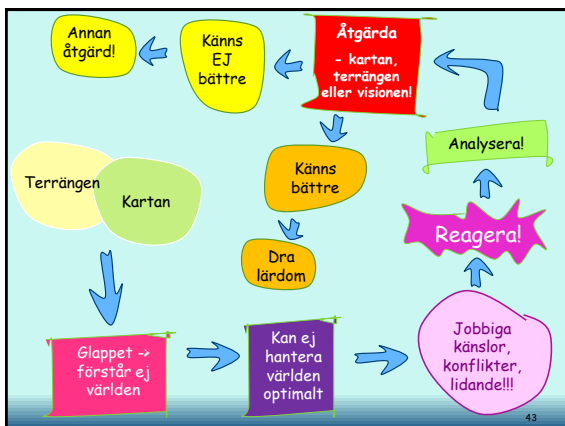 Annan
åtgärd!
Känns
EJ
bättre
Åtgärda
- kartan,
terrängen
eller visionen!
Analysera!
Känns
bättre
Terrängen
Kartan
Reagera!
Dra
lärdom
Glappet ->
förstår ej
världen
Kan ej
hantera
världen
optimalt
Jobbiga
känslor,
konflikter,
lidande!!!
43